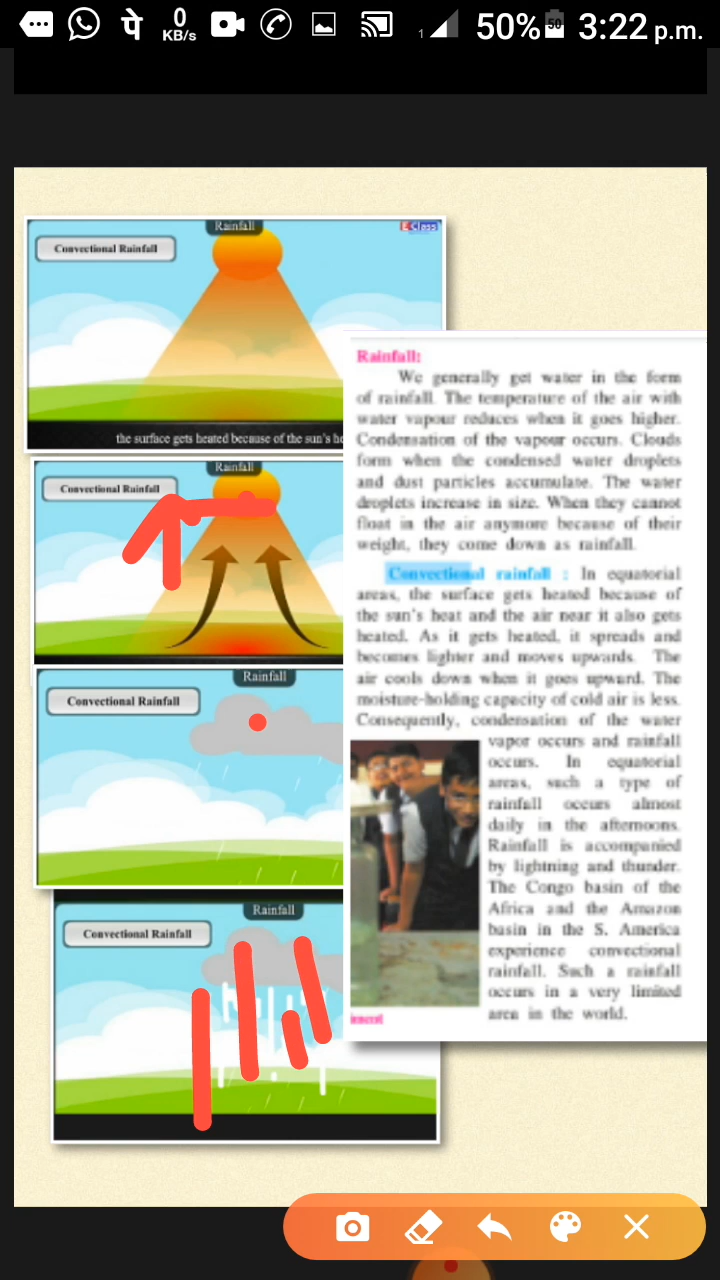 पे 0 KB/s 1 50% 50 3:22 p.m.
Rainfall
E Class
Convectional Rainfall
the surface gets heated because of the sun's he
Rainfall
Convectional Rainfall
Rainfall
Convectional Rainfall
Rainfall
Convectional Rainfall
Rainfall:
We generally get water in the form
of rainfall. The temperature of the air with
water vapour reduces when it goes higher.
Condensation of the vapour occurs. Clouds
form when the condensed water droplets
and dust particles accumulate. The water
droplets increase in size. When they cannot
float in the air anymore because of their
weight, they come down as rainfall.
Convectional rainfall : In equatorial
areas, the surface gets heated because of
the sun's heat and the air near it also gets
heated. As it gets heated, it spreads and
becomes lighter and moves upwards. The
air cools down when it goes upward. The
moisture-holding capacity of cold air is less.
Consequently, condensation of the water
vapor occurs and rainfall
occurs. In equatorial
areas, such a type of
rainfall occurs almost
daily in the afternoons.
Rainfall is accompanied
by lightning and thunder.
The Congo basin of the
Africa and the Amazon
basin in the S. America
experience convectional
rainfall. Such a rainfall
occurs in a very limited
area in the world.